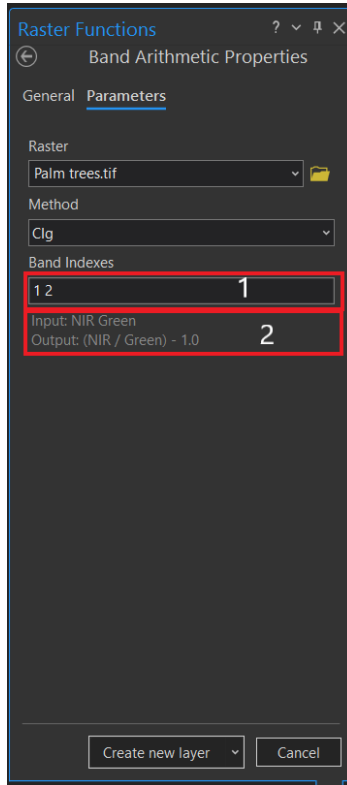 Raster Functions ?
Band Arithmetic Properties
General Parameters
Raster
Palm trees.tif
Method
CIg
Band Indexes
1 2 1
Input: NIR Green
Output: (NIR / Green) - 1.0 2
Create new layer Cancel